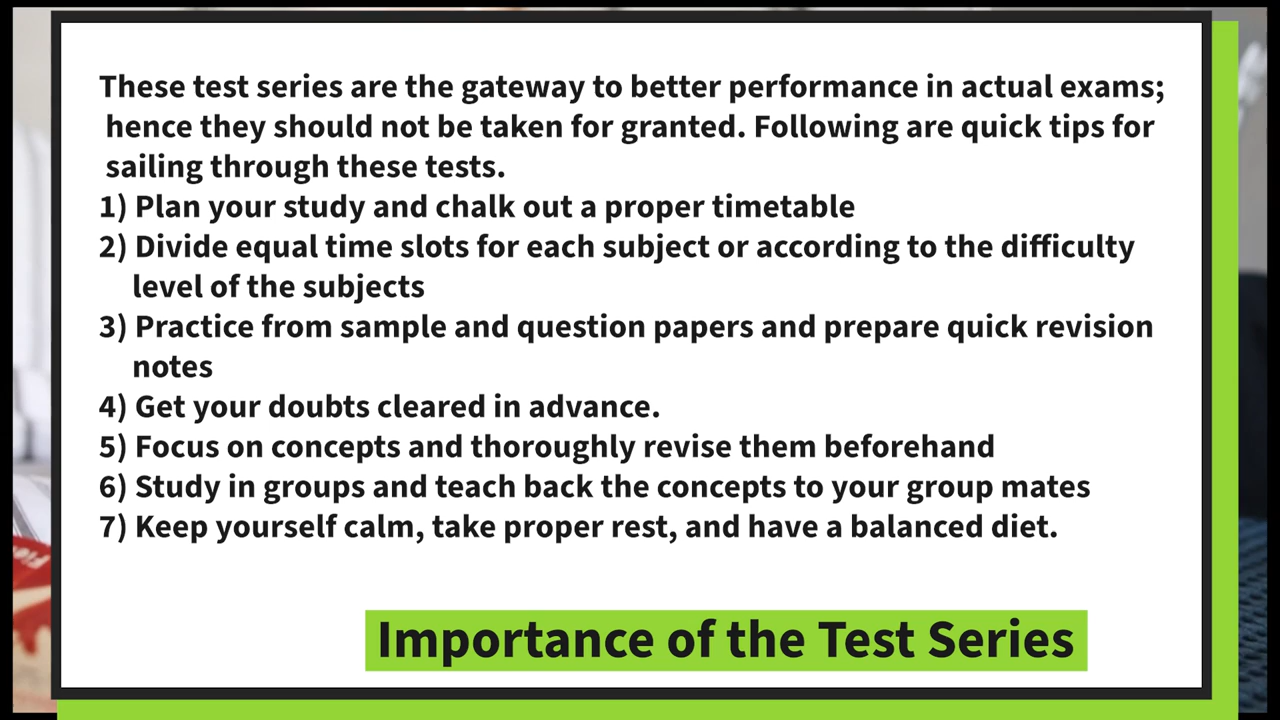 These test series are the gateway to better performance in actual exams;
hence they should not be taken for granted. Following are quick tips for
sailing through these tests.
1) Plan your study and chalk out a proper timetable
2) Divide equal time slots for each subject or according to the difficulty
level of the subjects
3) Practice from sample and question papers and prepare quick revision
notes
4) Get your doubts cleared in advance.
5) Focus on concepts and thoroughly revise them beforehand
6) Study in groups and teach back the concepts to your group mates
7) Keep yourself calm, take proper rest, and have a balanced diet.
Importance of the Test Series